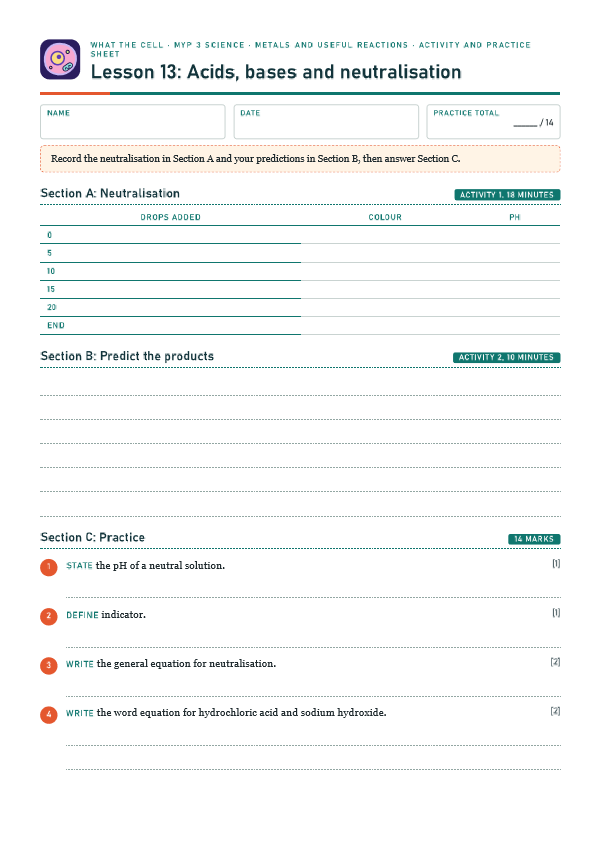 WHAT THE CELL · MYP 3 SCIENCE · METALS AND USEFUL REACTIONS · ACTIVITY AND PRACTICE
SHEET
Lesson 13: Acids, bases and neutralisation
NAME
DATE
PRACTICE TOTAL
_____ / 14
Record the neutralisation in Section A and your predictions in Section B, then answer Section C.
Section A: Neutralisation
ACTIVITY 1, 18 MINUTES
DROPS ADDED COLOUR PH
0
5
10
15
20
END
Section B: Predict the products
ACTIVITY 2, 10 MINUTES
Section C: Practice
14 MARKS
1 STATE the pH of a neutral solution. [1]
2 DEFINE indicator. [1]
3 WRITE the general equation for neutralisation. [2]
4 WRITE the word equation for hydrochloric acid and sodium hydroxide. [2]